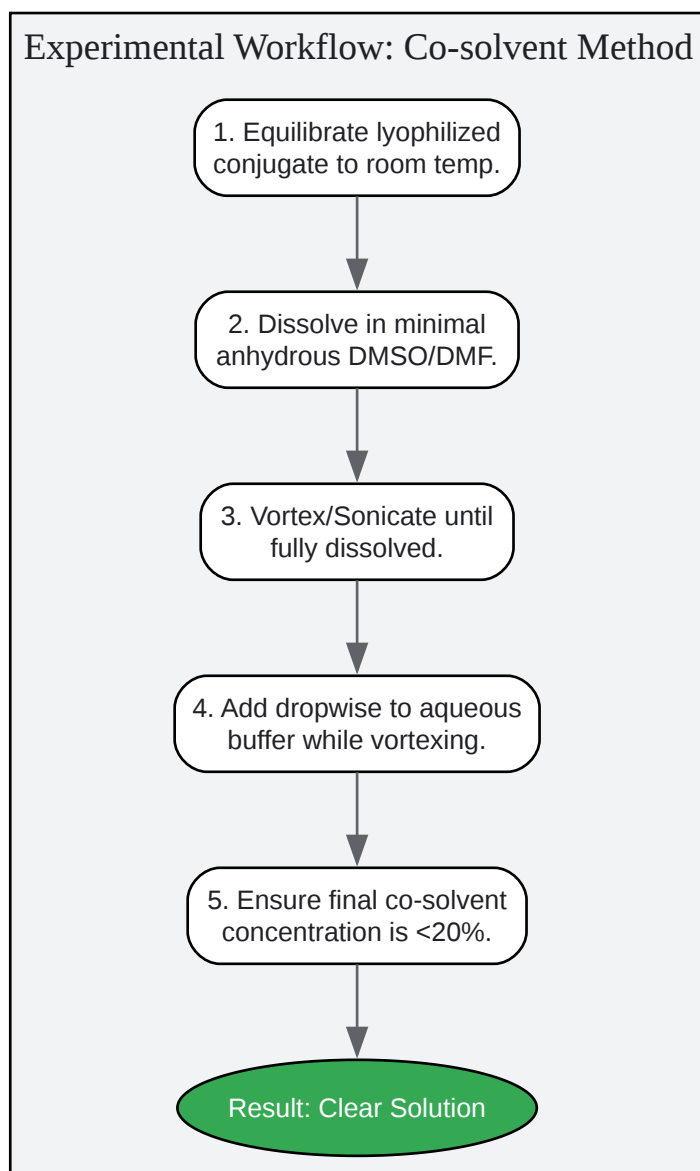 Experimental Workflow: Co-solvent Method
1. Equilibrate lyophilized
conjugate to room temp.
2. Dissolve in minimal
anhydrous DMSO/DMF.
3. Vortex/Sonicate until
fully dissolved.
4. Add dropwise to aqueous
buffer while vortexing.
5. Ensure final co-solvent
concentration is <20%.
Result: Clear Solution